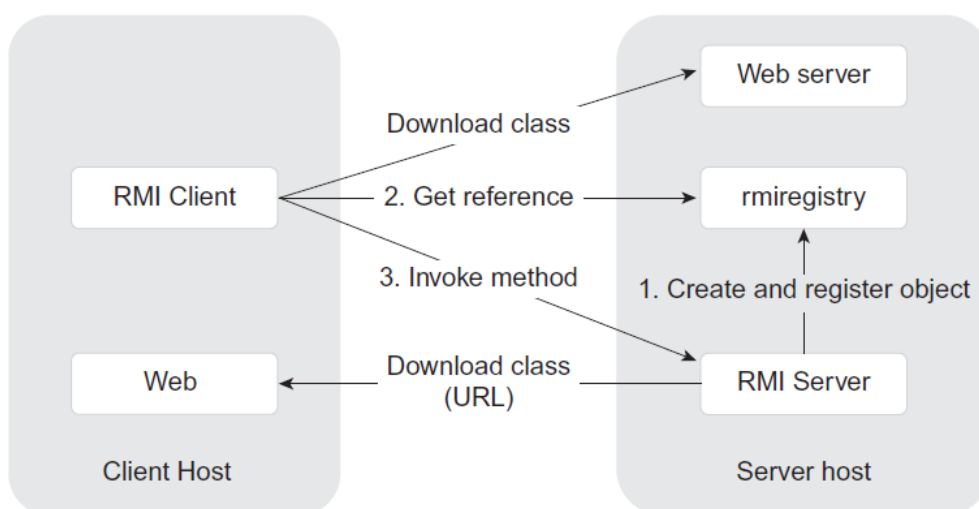 Web server
Download class
RMI Client
2. Get reference
rmiregistry
3. Invoke method
1. Create and register object
Web
Download class
(URL)
RMI Server
Client Host
Server host